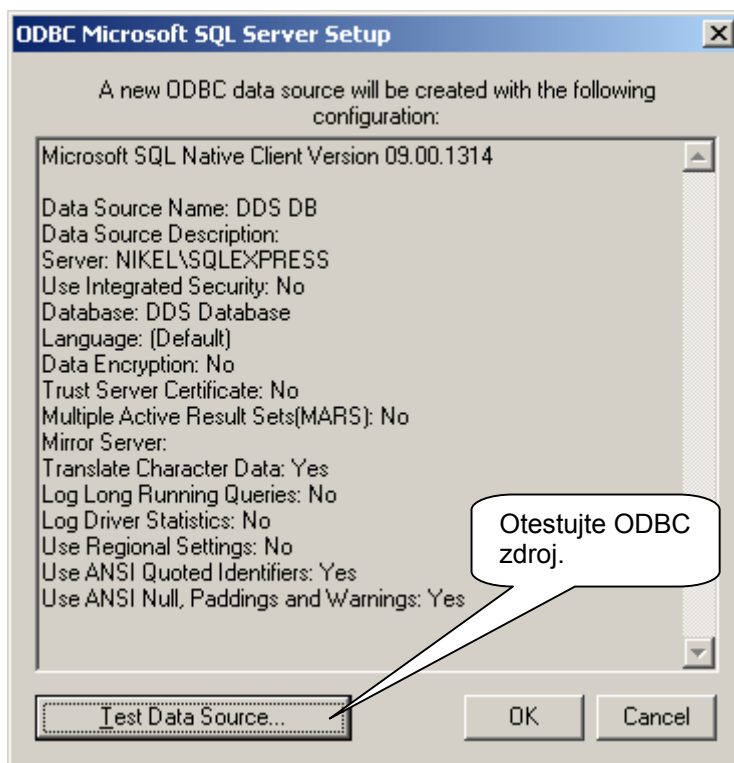 ODBC Microsoft SQL Server Setup
A new ODBC data source will be created with the following
configuration:
Microsoft SQL Native Client Version 09.00.1314
Data Source Name: DDS DB
Data Source Description:
Server: NIKEL\SQLEXPRESS
Use Integrated Security: No
Database: DDS Database
Language: (Default)
Data Encryption: No
Trust Server Certificate: No
Multiple Active Result Sets(MARS): No
Mirror Server:
Translate Character Data: Yes
Log Long Running Queries: No
Log Driver Statistics: No
Use Regional Settings: No
Use ANSI Quoted Identifiers: Yes
Use ANSI Null, Paddings and Warnings: Yes
Otestujte ODBC
zdroj.
Test Data Source...
OK
Cancel